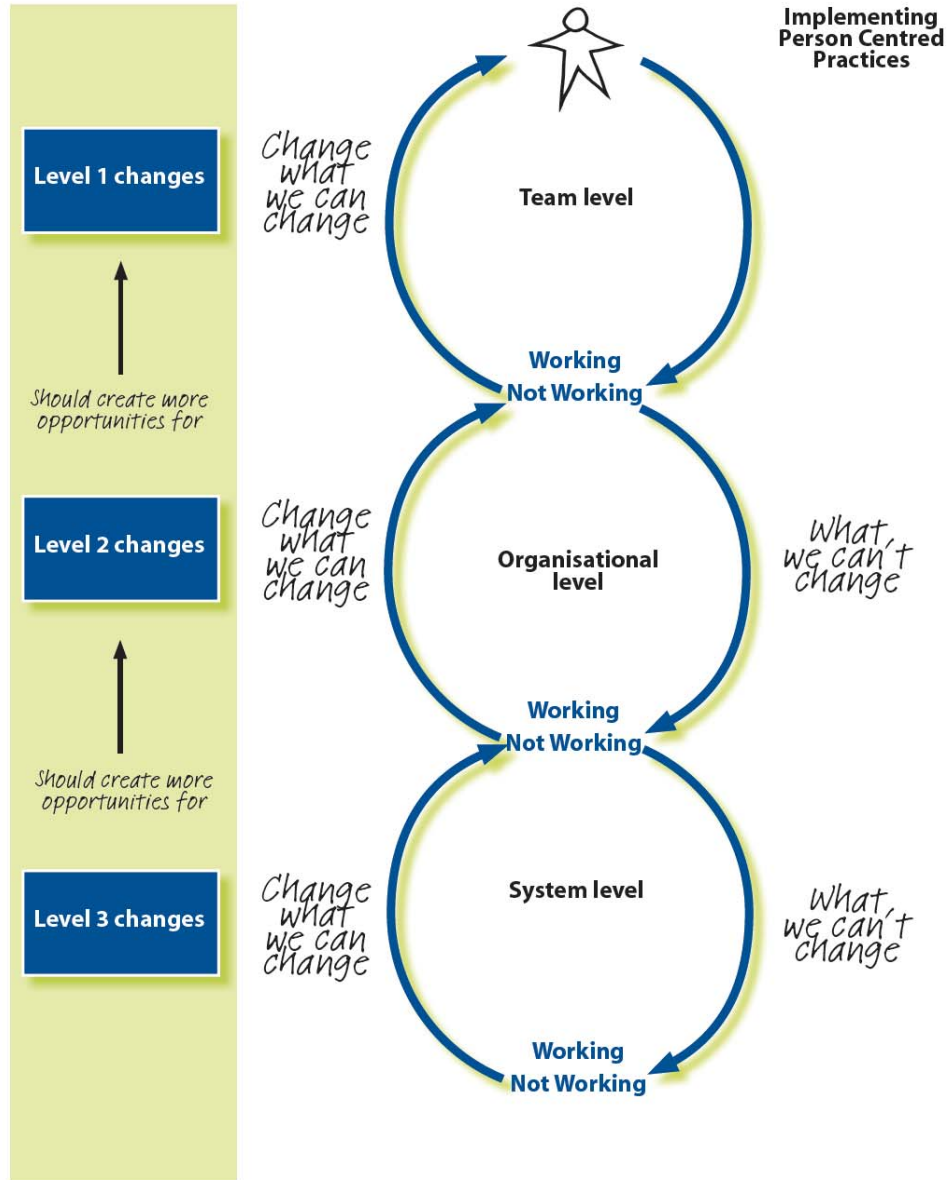 Implementing
Person Centred
Practices
Level 1 changes
Change
what
we can
change
Team level
Working
Not Working
Should create more
opportunities for
Level 2 changes
Change
what
we can
change
Organisational
level
What
we can't
change
Working
Not Working
Should create more
opportunities for
Level 3 changes
Change
what
we can
change
System level
What
we can't
change
Working
Not Working